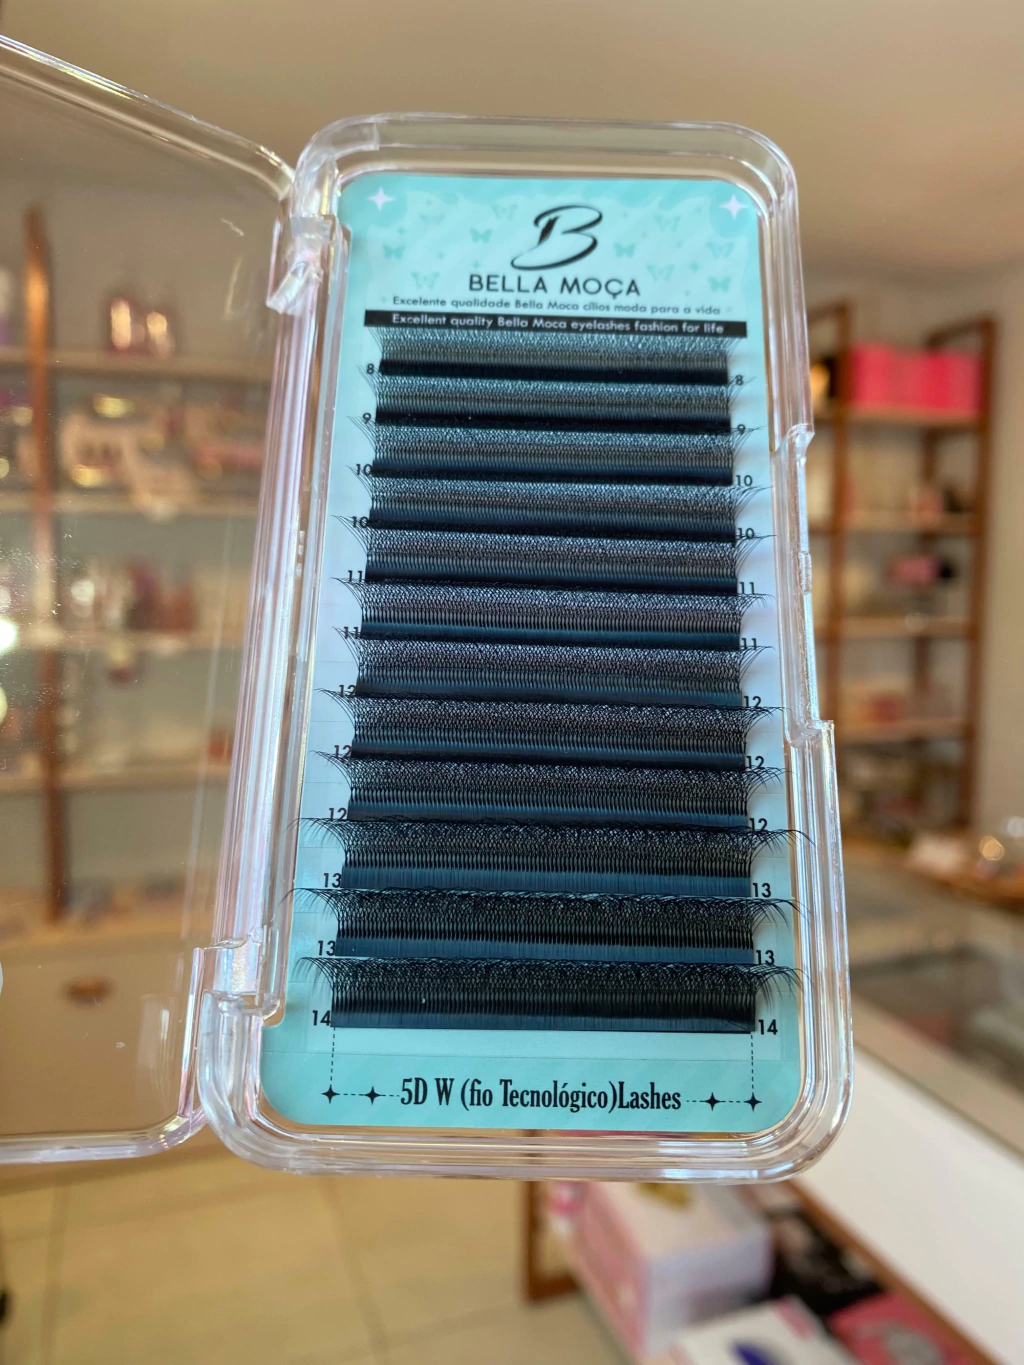 B
BELLA MOÇA
Excelente qualidade Bella Moca cílios moda para a vida
Excellent quality Bella Moca eyelashes fashion for life
8 8
9 9
10 10
10 10
11 11
11 11
12 12
12 12
12 12
13 13
13 13
14 14
5D W (fio Tecnológico)Lashes